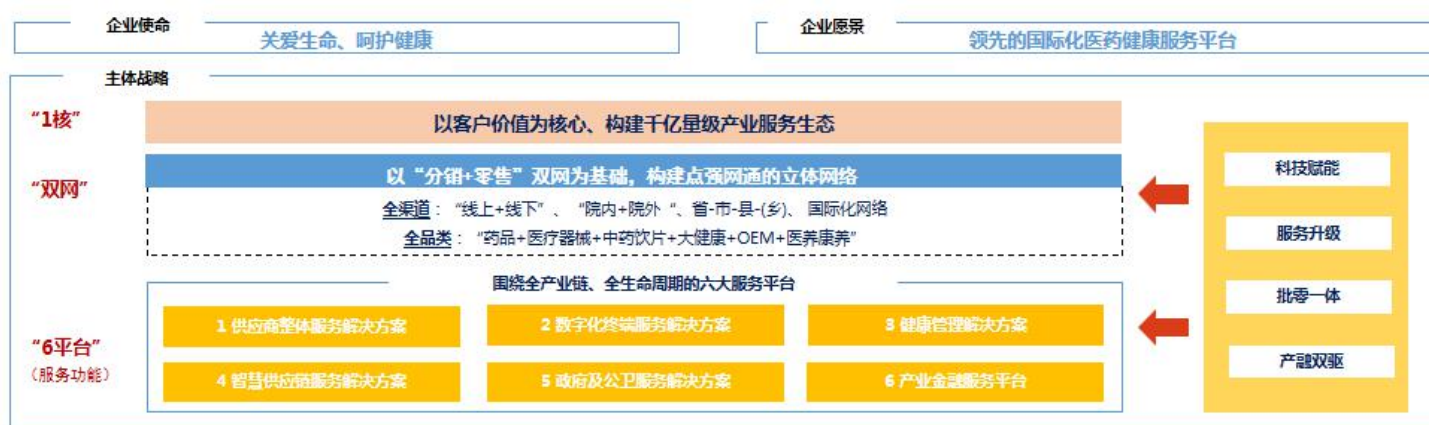 企业使命
关爱生命、呵护健康
企业愿景
领先的国际化医药健康服务平台
主体战略
“1核”
以客户价值为核心、构建千亿量级产业服务生态
“双网”
以“分销+零售”双网为基础，构建点强网通的立体网络
全渠道：“线上+线下”、“院内+院外“、省-市-县-(乡)、国际化网络
全品类：“药品+医疗器械+中药饮片+大健康+OEM+医养康养”
“6平台”
（服务功能）
围绕全产业链、全生命周期的六大服务平台
1 供应商整体服务解决方案
2 数字化终端服务解决方案
3 健康管理解决方案
4 智慧供应链服务解决方案
5 政府及公卫服务解决方案
6 产业金融服务平台
科技赋能
服务升级
批零一体
产融双驱